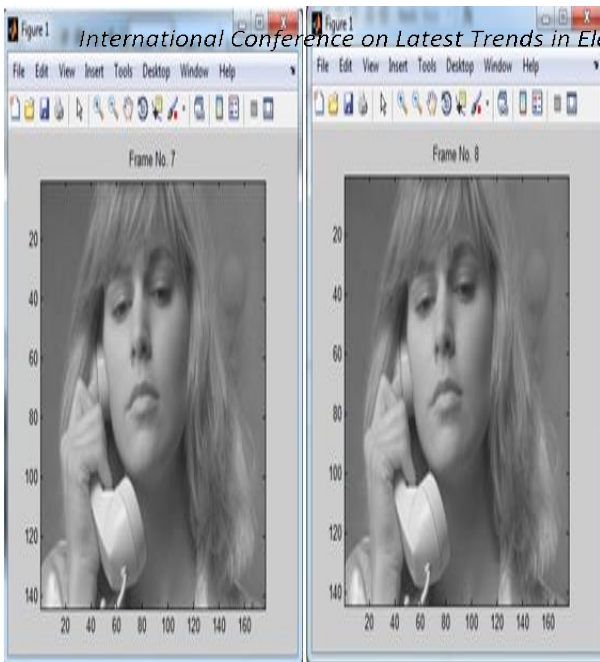 Figure 1
Figure 1
International Conference on Latest Trends in Ele
File Edit View Insert Tools Desktop Window Help
File Edit View Insert Tools Desktop Window Help
Frame No. 7
20
40
60
80
100
120
140
20 40 60 80 100 120 140 160
Frame No. 8
20
40
60
80
100
120
140
20 40 60 80 100 120 140 160